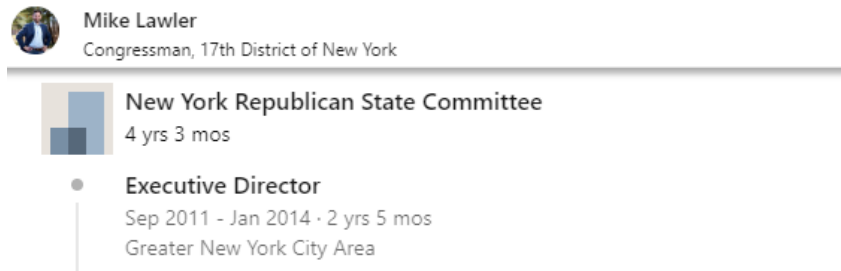 Mike Lawler
Congressman, 17th District of New York
New York Republican State Committee
4 yrs 3 mos
Executive Director
Sep 2011 - Jan 2014 · 2 yrs 5 mos
Greater New York City Area